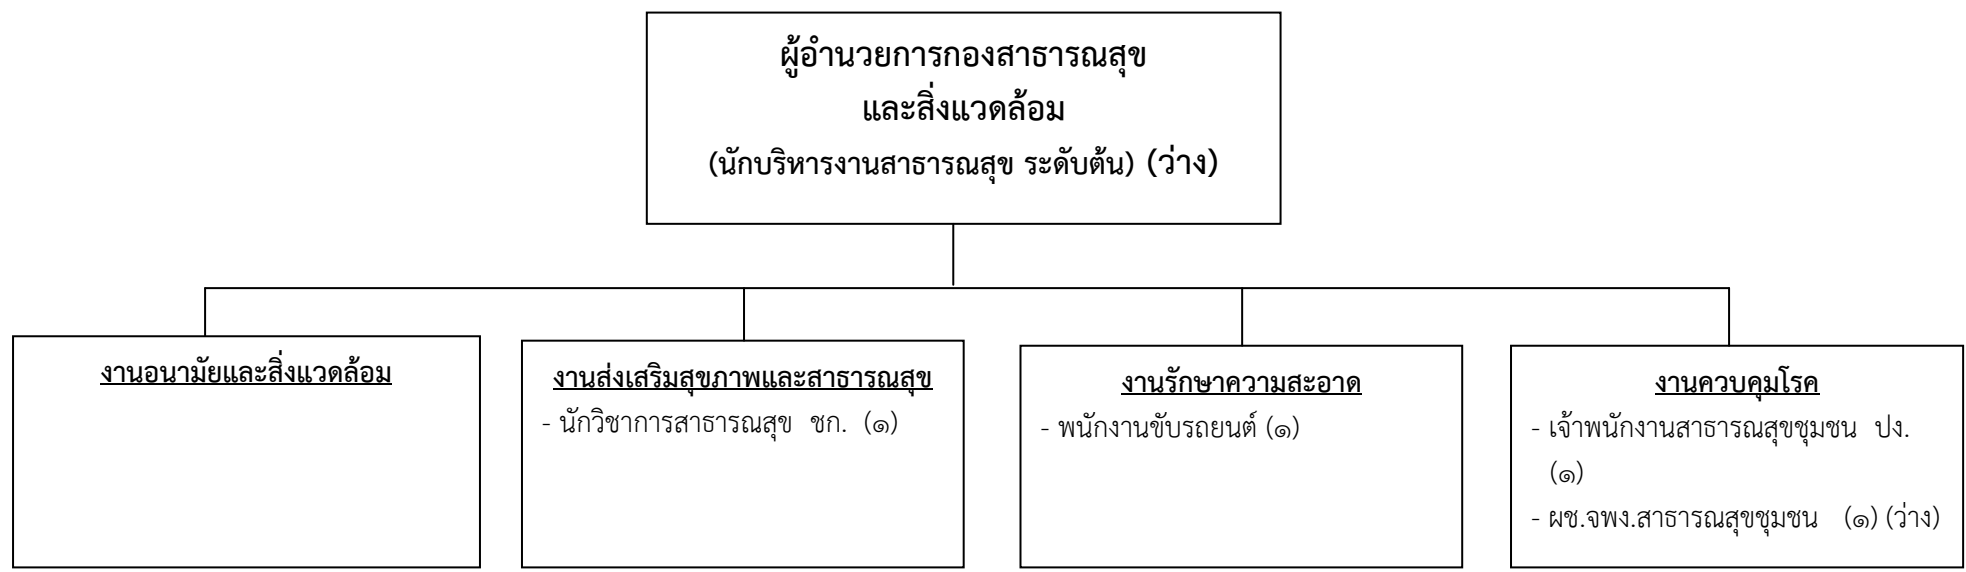 ผู้อำนวยการกองสาธารณสุข
และสิ่งแวดล้อม
(นักบริหารงานสาธารณสุข ระดับต้น) (ว่าง)
งานอนามัยและสิ่งแวดล้อม
งานส่งเสริมสุขภาพและสาธารณสุข
- นักวิชาการสาธารณสุข ชก. (๑)
งานรักษาความสะอาด
- พนักงานขับรถยนต์ (๑)
งานควบคุมโรค
- เจ้าพนักงานสาธารณสุขชุมชน ปง.
(๑)
- ผช.จพง.สาธารณสุขชุมชน (๑) (ว่าง)